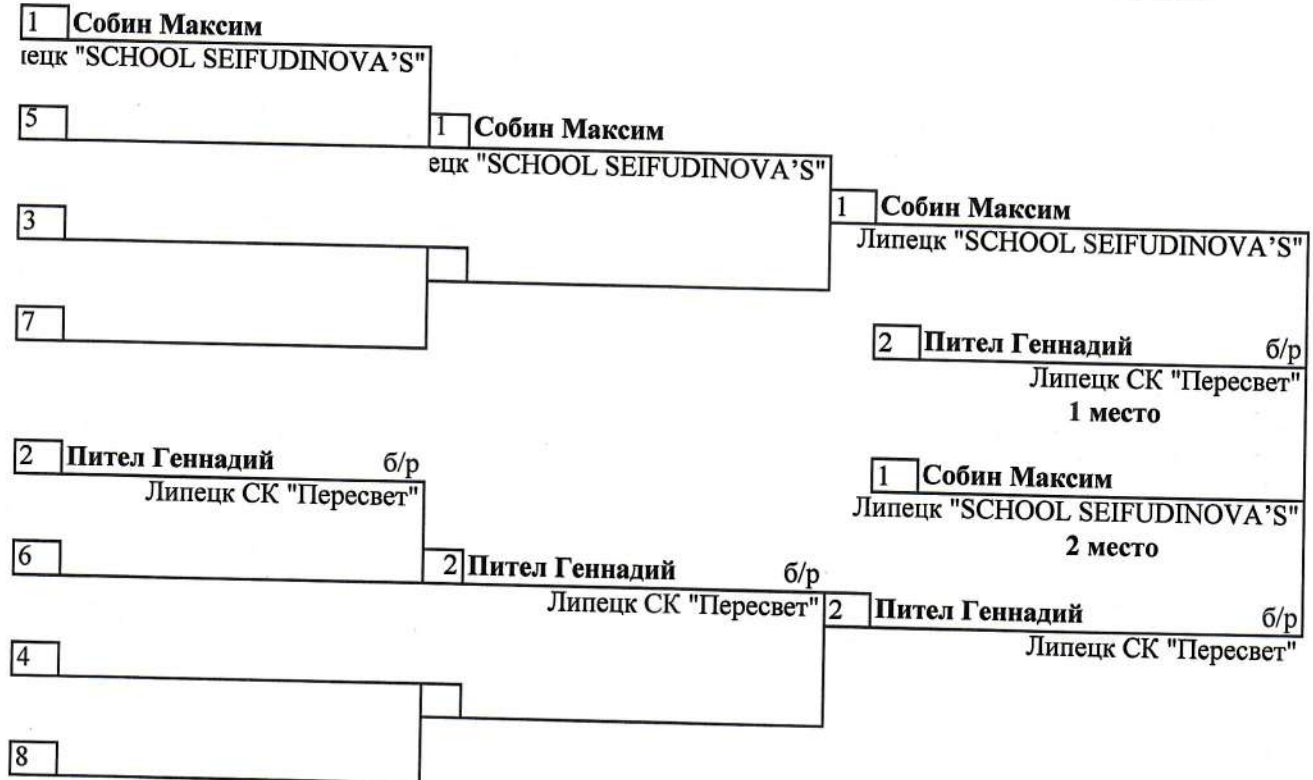 1 Собин Максим
ецк "SCHOOL SEIFUDINOVA'S"
5
1 Собин Максим
ецк "SCHOOL SEIFUDINOVA'S"
3
1 Собин Максим
Липецк "SCHOOL SEIFUDINOVA'S"
7
2 Пител Геннадий б/р
Липецк СК "Пересвет"
1 место
2 Пител Геннадий б/р
Липецк СК "Пересвет"
1 Собин Максим
Липецк "SCHOOL SEIFUDINOVA'S"
2 место
6
2 Пител Геннадий б/р
Липецк СК "Пересвет"
2 Пител Геннадий б/р
Липецк СК "Пересвет"
4
8